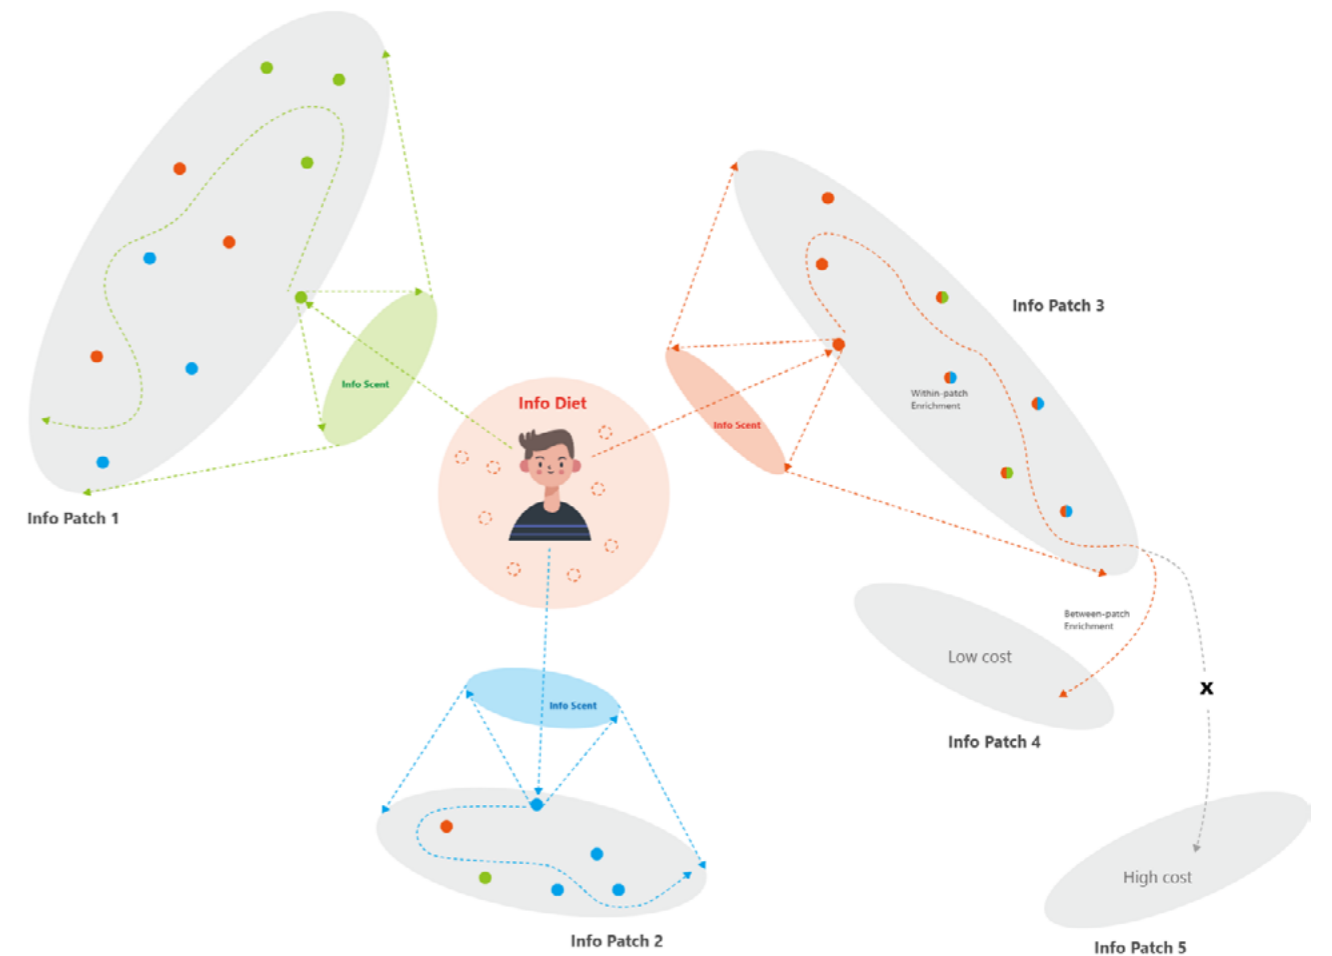 Info Patch 1
Info Scent
Info Diet
Info Scent
Info Patch 3
Within-patch
Enrichment
Between-patch
Enrichment
Low cost
Info Patch 4
x
High cost
Info Patch 5
Info Scent
Info Patch 2